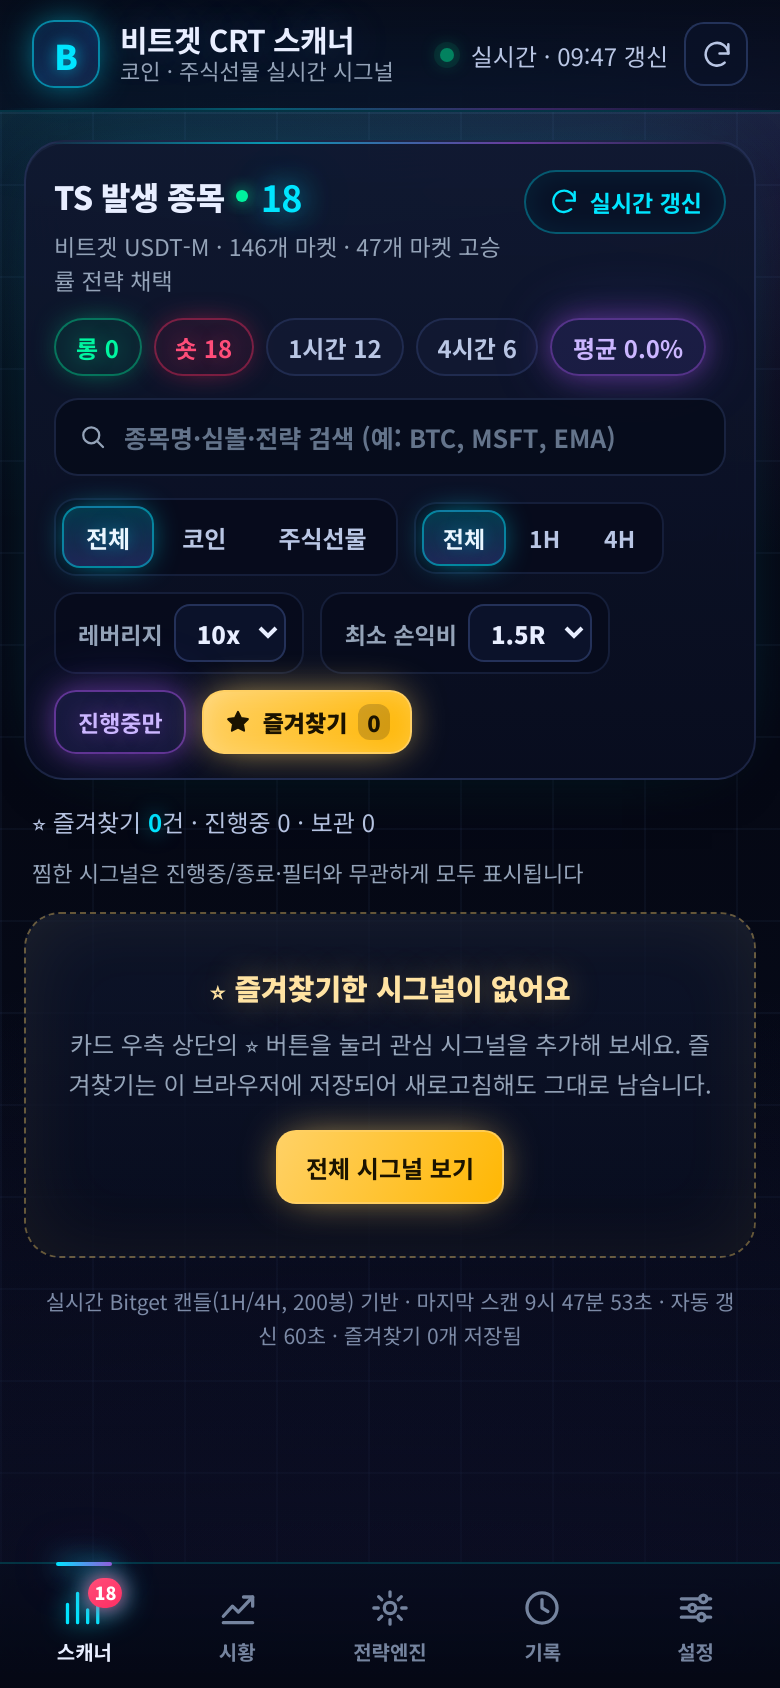 B
비트겟 CRT 스캐너
코인 · 주식선물 실시간 시그널
실시간 · 09:47 갱신
TS 발생 종목 • 18
실시간 갱신
비트겟 USDT-M · 146개 마켓 · 47개 마켓 고승
률 전략 채택
롱 0 숏 18 1시간 12 4시간 6 평균 0.0%
종목명·심볼·전략 검색 (예: BTC, MSFT, EMA)
전체 코인 주식선물 전체 1H 4H
레버리지 10x 최소 손익비 1.5R
진행중만 ★ 즐겨찾기 0
☆ 즐겨찾기 0건 · 진행중 0 · 보관 0
찜한 시그널은 진행중/종료·필터와 무관하게 모두 표시됩니다
☆ 즐겨찾기한 시그널이 없어요
카드 우측 상단의 ☆ 버튼을 눌러 관심 시그널을 추가해 보세요. 즐
겨찾기는 이 브라우저에 저장되어 새로고침해도 그대로 남습니다.
전체 시그널 보기
실시간 Bitget 캔들(1H/4H, 200봉) 기반 · 마지막 스캔 9시 47분 53초 · 자동 갱
신 60초 · 즐겨찾기 0개 저장됨
18
스캐너 시황 전략엔진 기록 설정